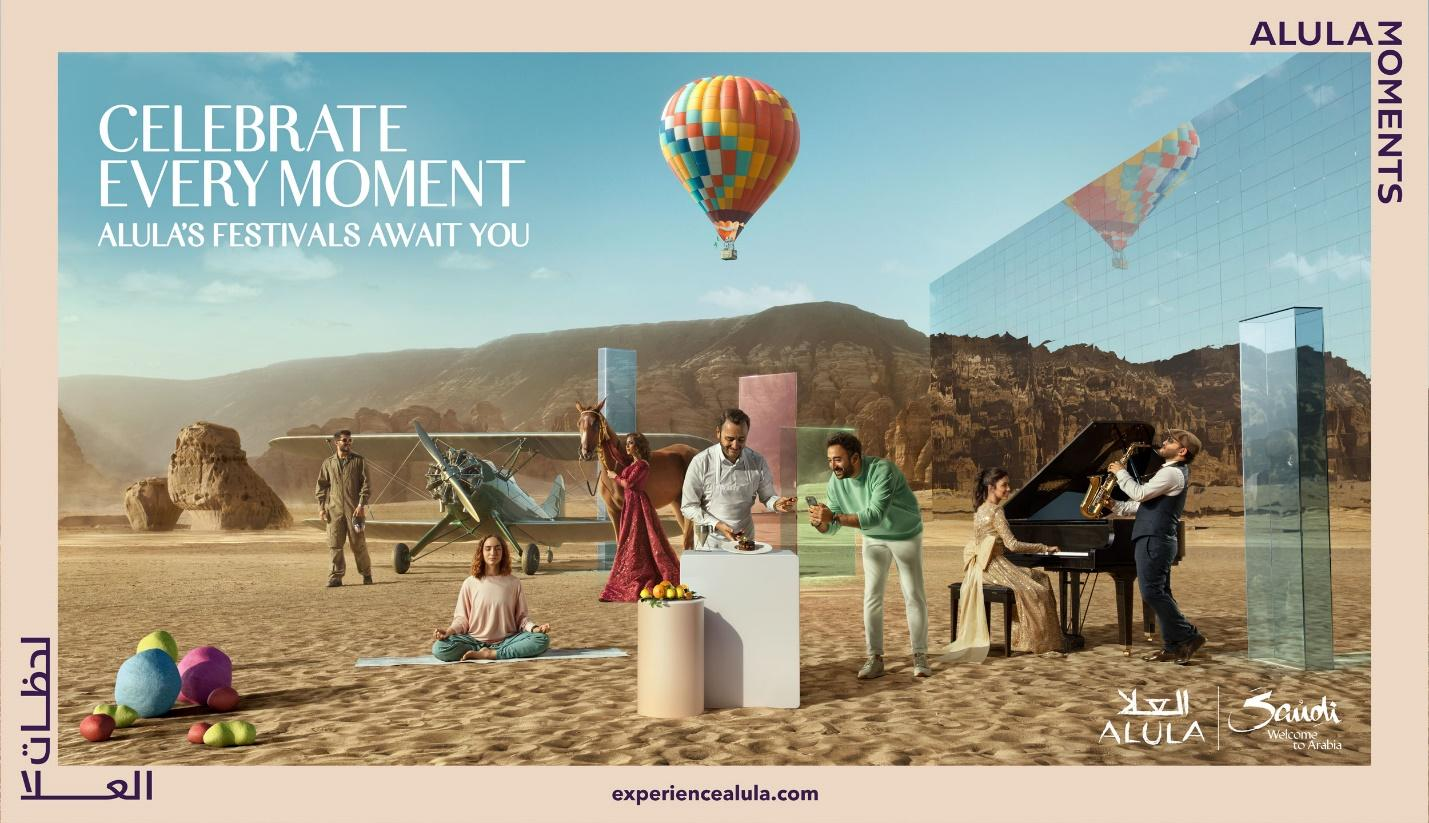 ALULA MOMENTS
CELEBRATE
EVERY MOMENT
ALULA'S FESTIVALS AWAIT YOU
لحظات
العلا
العلا
ALULA
Saudi
Welcome
to Arabia
experiencealula.com